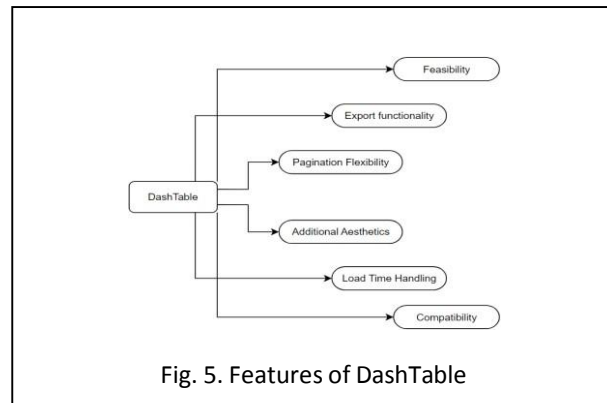 Feasibility
Export functionality
Pagination Flexibility
DashTable
Additional Aesthetics
Load Time Handling
Compatibility
Fig. 5. Features of DashTable